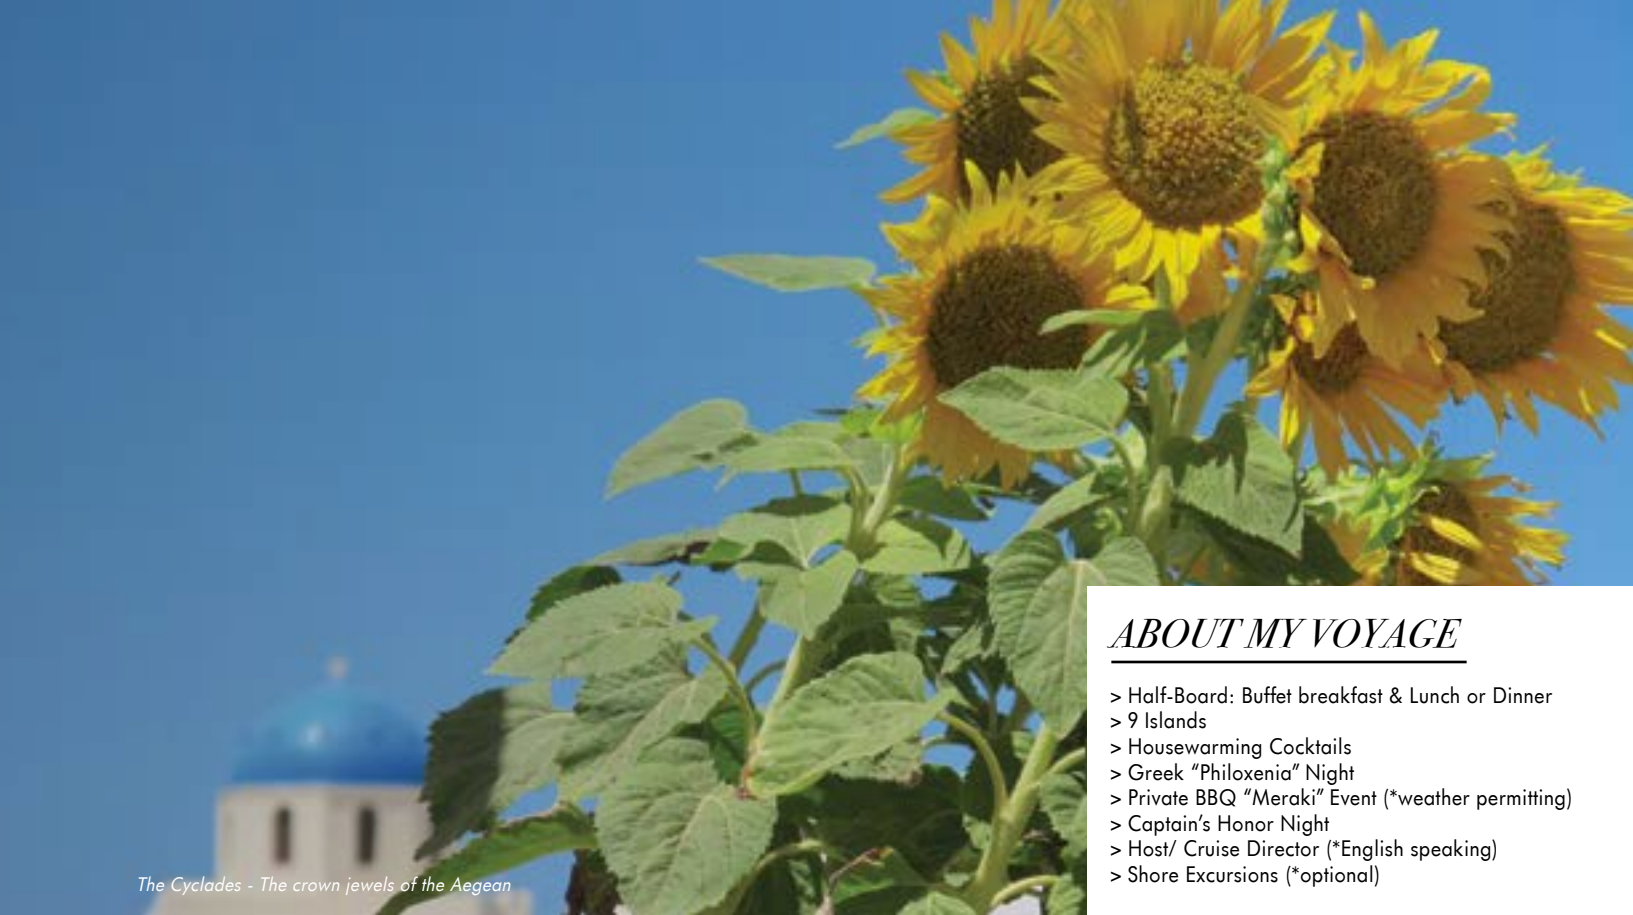 ABOUT MY VOYAGE
> Half-Board: Buffet breakfast & Lunch or Dinner
> 9 Islands
> Housewarming Cocktails
> Greek “Philoxenia” Night
> Private BBQ “Meraki” Event (*weather permitting)
> Captain’s Honor Night
> Host/ Cruise Director (*English speaking)
> Shore Excursions (*optional)
The Cyclades - The crown jewels of the Aegean